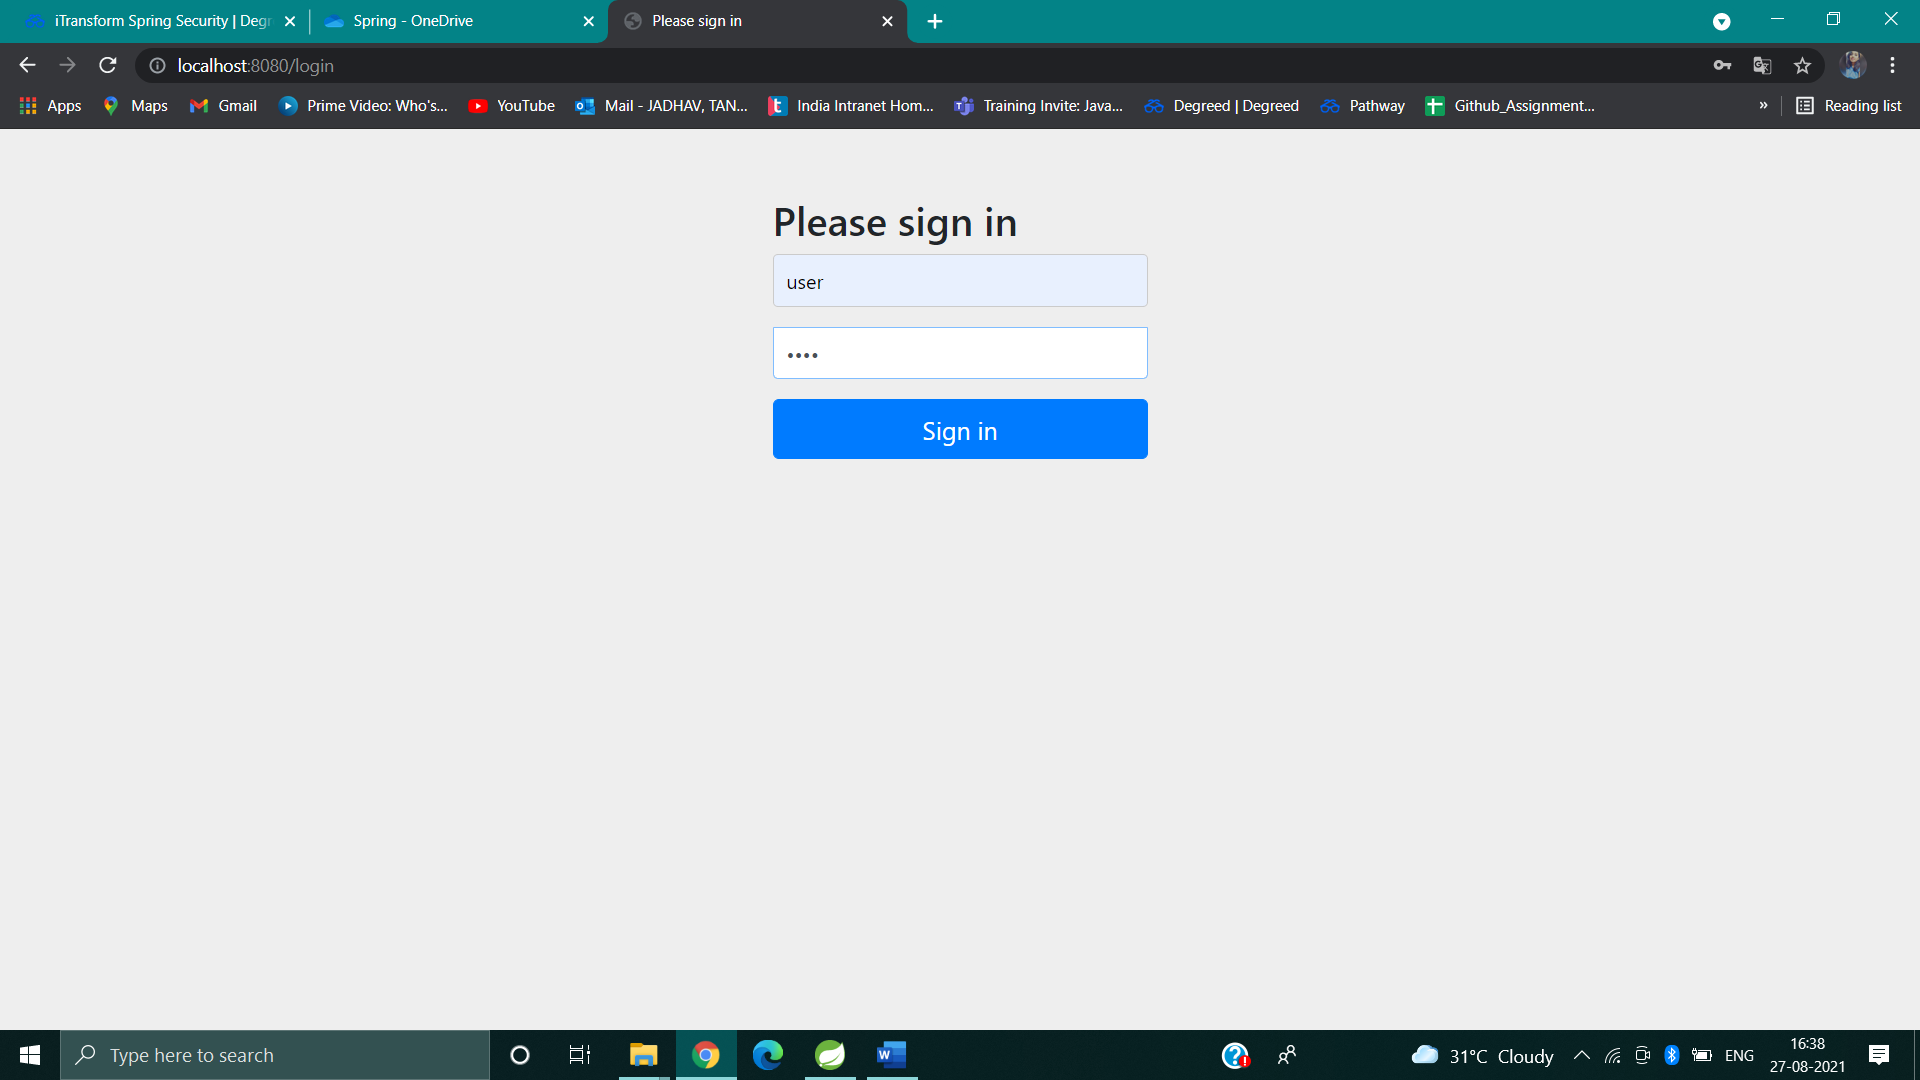 iTransform Spring Security | Degr
Spring - OneDrive
Please sign in
localhost:8080/login
Apps
Maps
Gmail
Prime Video: Who's...
YouTube
Mail - JADHAV, TAN...
India Intranet Hom...
Training Invite: Java...
Degreed | Degreed
Pathway
Github_Assignment...
»
Reading list
Please sign in
user
••••
Sign in
Type here to search
31°C Cloudy
ENG
16:38
27-08-2021